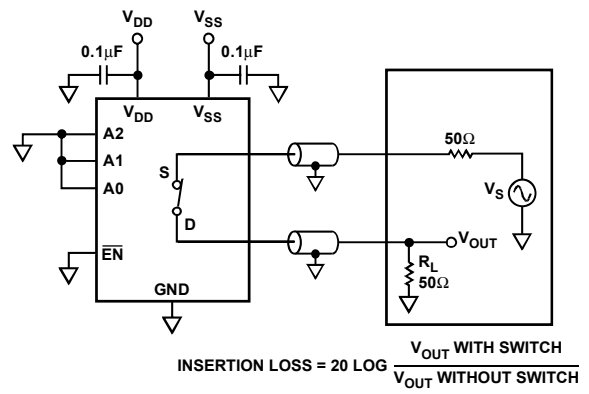 VDD VSS
0.1μF 0.1μF
VDD VSS
A2
A1
A0
S
D
EN
GND
50Ω
VS
VOUT
RL
50Ω
INSERTION LOSS = 20 LOG VOUT WITH SWITCH
VOUT WITHOUT SWITCH